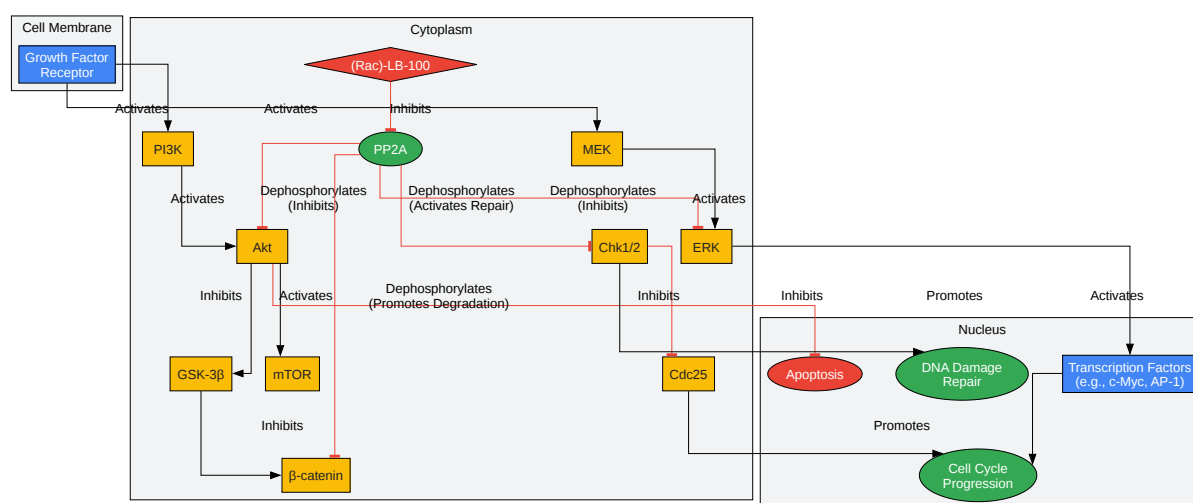 Cell Membrane
Cytoplasm
Growth Factor
Receptor
(Rac)-LB-100
Activates
Activates
Inhibits
PI3K
PP2A
MEK
Activates
Dephosphorylates
(Inhibits)
Dephosphorylates
(Activates Repair)
Dephosphorylates
(Inhibits)
Activates
Akt
Chk1/2
ERK
Inhibits
Activates
Dephosphorylates
(Promotes Degradation)
Inhibits
Inhibits
Promotes
Activates
Nucleus
GSK-3β
mTOR
Cdc25
Apoptosis
DNA Damage
Repair
Transcription Factors
(e.g., c-Myc, AP-1)
Inhibits
Promotes
β-catenin
Cell Cycle
Progression